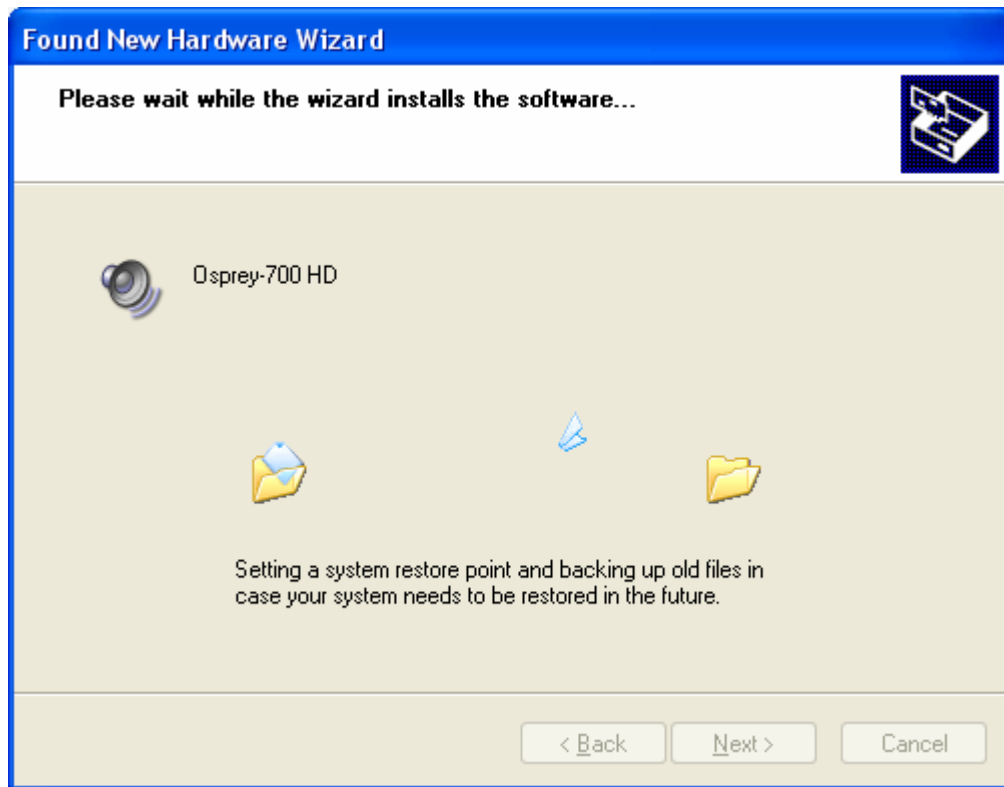 Found New Hardware Wizard
Please wait while the wizard installs the software...
Osprey-700 HD
Setting a system restore point and backing up old files in
case your system needs to be restored in the future.
< Back
Next >
Cancel